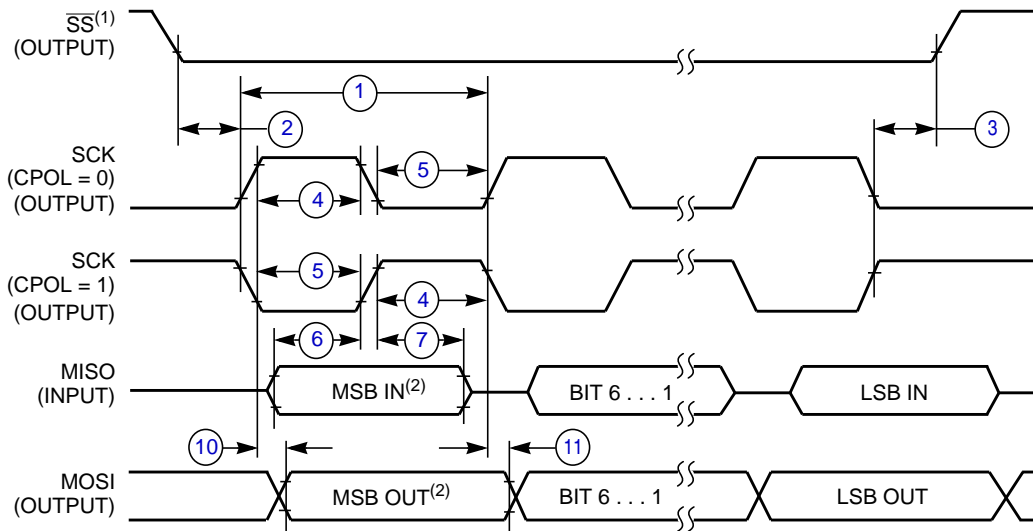 SS(1)
(OUTPUT)
1
2
3
SCK
(CPOL = 0)
(OUTPUT)
5
4
SCK
(CPOL = 1)
(OUTPUT)
5
4
6
7
MISO
(INPUT)
MSB IN(2)
BIT 6 . . . 1
LSB IN
10
11
MOSI
(OUTPUT)
MSB OUT(2)
BIT 6 . . . 1
LSB OUT